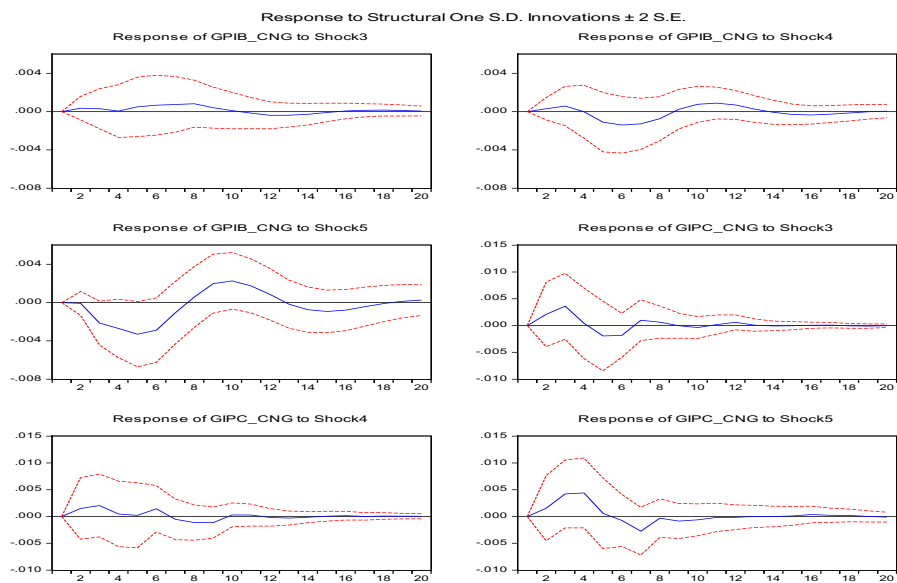 Response to Structural One S.D. Innovations ± 2 S.E.
Response of GPIB_CNG to Shock3
.004
.000
-.004
-.008
2 4 6 8 10 12 14 16 18 20
Response of GPIB_CNG to Shock4
.004
.000
-.004
-.008
2 4 6 8 10 12 14 16 18 20
Response of GPIB_CNG to Shock5
.004
.000
-.004
-.008
2 4 6 8 10 12 14 16 18 20
Response of GIPC_CNG to Shock3
.015
.010
.005
.000
-.005
-.010
2 4 6 8 10 12 14 16 18 20
Response of GIPC_CNG to Shock4
.015
.010
.005
.000
-.005
-.010
2 4 6 8 10 12 14 16 18 20
Response of GIPC_CNG to Shock5
.015
.010
.005
.000
-.005
-.010
2 4 6 8 10 12 14 16 18 20